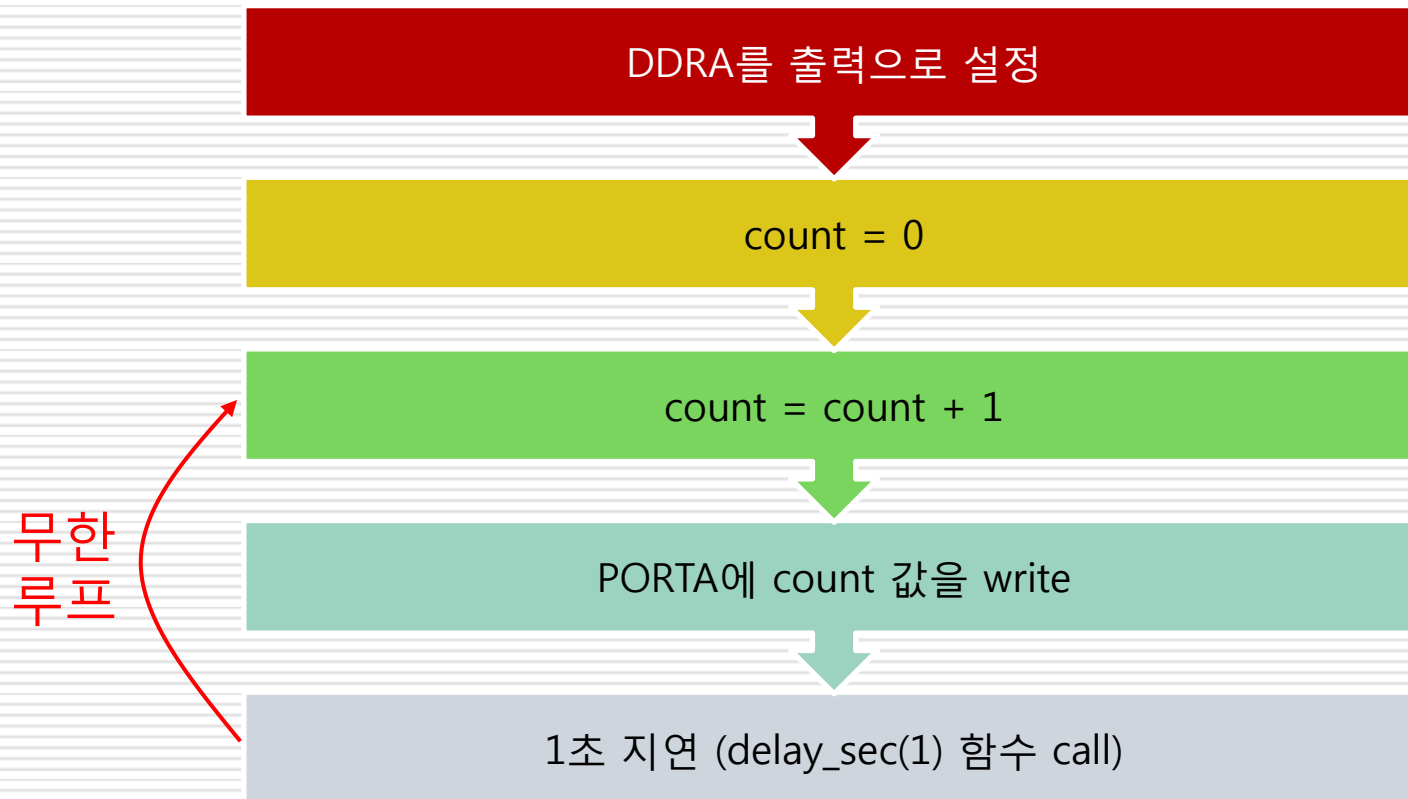 DDRA를 출력으로 설정
count = 0
count = count + 1
무한
루프
PORTA에 count 값을 write
1초 지연 (delay_sec(1) 함수 call)